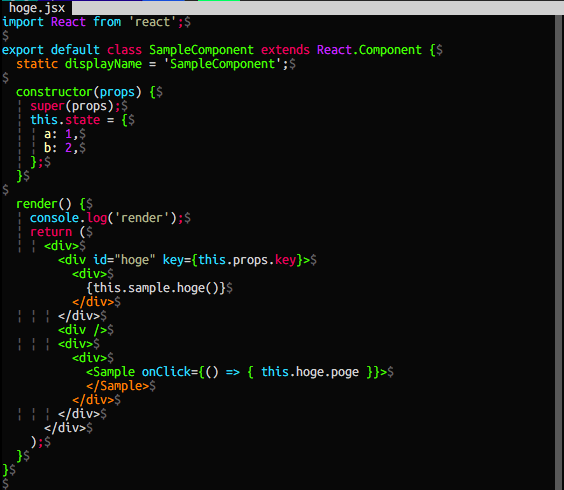 hoge.jsx
import React from 'react';$
$
export default class SampleComponent extends React.Component {$
  static displayName = 'SampleComponent';$
$
  constructor(props) {$
  ¦ super(props);$
  ¦ this.state = {$
  ¦ ¦ a: 1,$
  ¦ ¦ b: 2,$
  ¦ };$
  }$
$
  render() {$
  ¦ console.log('render');$
  ¦ return ($
  ¦ ¦ <div>$
        <div id="hoge" key={this.props.key}>$
          <div>$
            {this.sample.hoge()}$
          </div>$
  ¦ ¦ ¦ </div>$
        <div />$
  ¦ ¦ ¦ <div>$
          <div>$
            <Sample onClick={() => { this.hoge.poge }}>$
            </Sample>$
          </div>$
  ¦ ¦ ¦ </div>$
      </div>$
    );$
  }$
}$
$